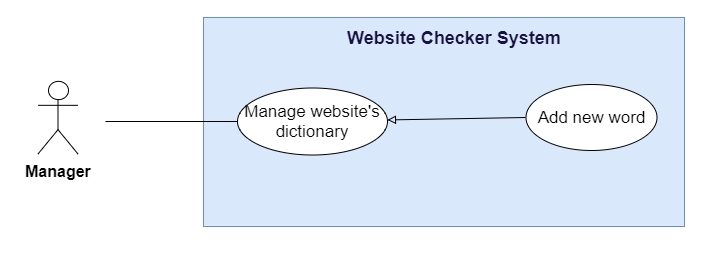 Website Checker System
Manage website's
dictionary
Add new word
Manager